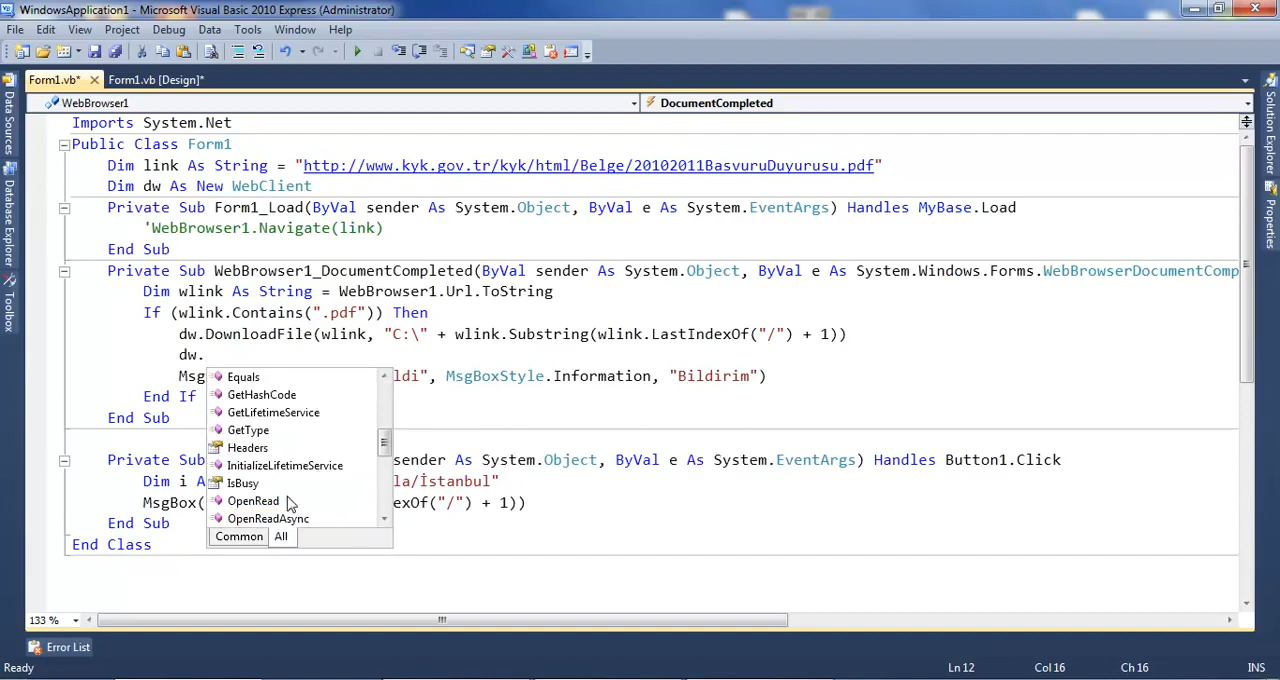 WindowsApplication1 - Microsoft Visual Basic 2010 Express (Administrator)
File Edit View Project Debug Data Tools Window Help
Form1.vb* Form1.vb [Design]*
WebBrowser1 DocumentCompleted
Imports System.Net
Public Class Form1
Dim link As String = "http://www.kyk.gov.tr/kyk/html/Belge/20102011BasvuruDuyurusu.pdf"
Dim dw As New WebClient
Private Sub Form1_Load(ByVal sender As System.Object, ByVal e As System.EventArgs) Handles MyBase.Load
'WebBrowser1.Navigate(link)
End Sub
Private Sub WebBrowser1_DocumentCompleted(ByVal sender As System.Object, ByVal e As System.Windows.Forms.WebBrowserDocumentComp
Dim wlink As String = WebBrowser1.Url.ToString
If (wlink.Contains(".pdf")) Then
dw.DownloadFile(wlink, "C:\" + wlink.Substring(wlink.LastIndexOf("/") + 1))
dw.
Msg ldi", MsgBoxStyle.Information, "Bildirim")
End If
End Sub
Private Sub sender As System.Object, ByVal e As System.EventArgs) Handles Button1.Click
Dim i A la/İstanbul"
MsgBox( exOf("/") + 1))
End Sub
End Class
Equals
GetHashCode
GetLifetimeService
GetType
Headers
InitializeLifetimeService
IsBusy
OpenRead
OpenReadAsync
Common All
Data Sources
Database Explorer
Toolbox
Solution Explorer
Properties
133 %
Error List
Ready Ln 12 Col 16 Ch 16 INS